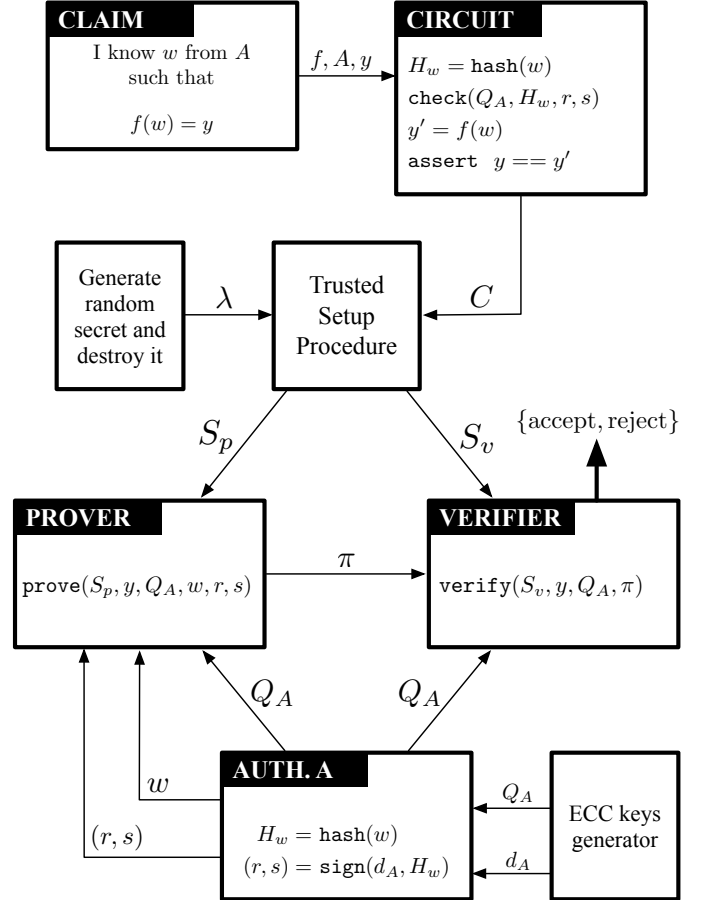 CLAIM
I know w from A
such that
f(w) = y
f, A, y
CIRCUIT
H_w = hash(w)
check(Q_A, H_w, r, s)
y′ = f(w)
assert y == y′
Generate
random
secret and
destroy it
λ
Trusted
Setup
Procedure
C
S_p
S_v
{accept, reject}
PROVER
prove(S_p, y, Q_A, w, r, s)
π
VERIFIER
verify(S_v, y, Q_A, π)
Q_A
Q_A
w
(r, s)
AUTH. A
H_w = hash(w)
(r, s) = sign(d_A, H_w)
Q_A
d_A
ECC keys
generator